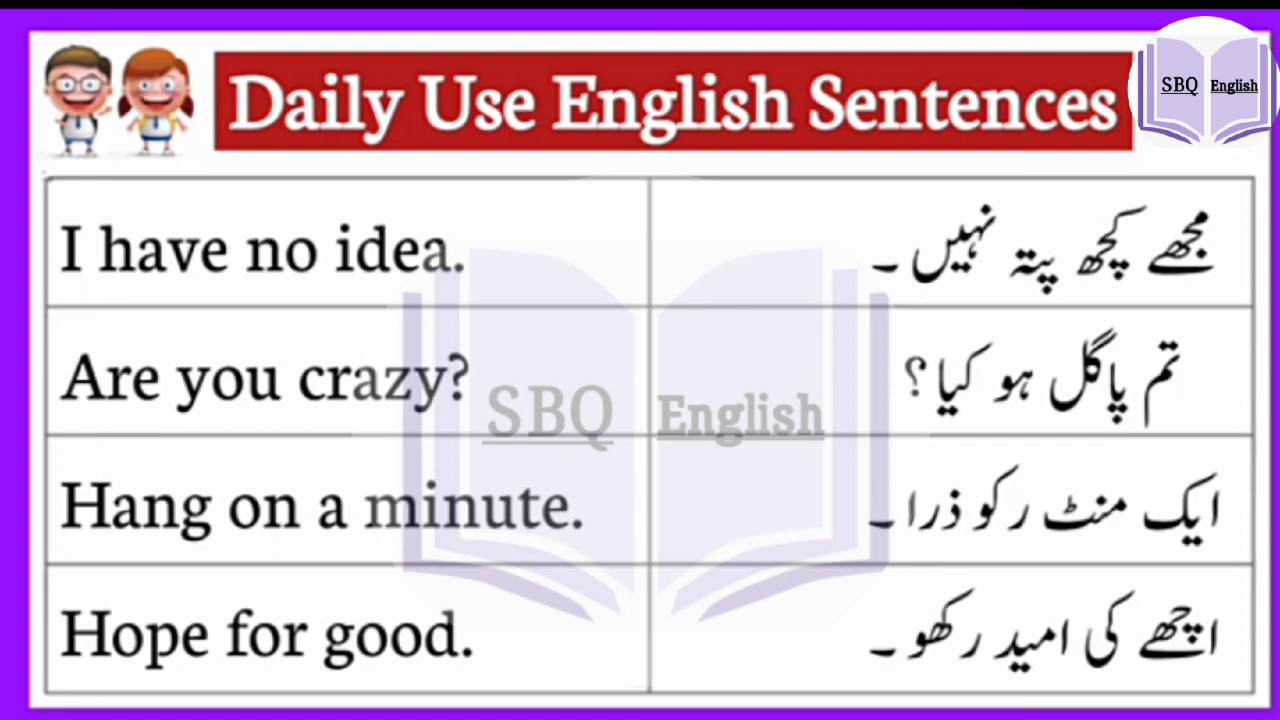 Daily Use English Sentences
SBQ English
I have no idea. مجھے کچھ پتہ نہیں ۔
Are you crazy? تم پاگل ہو کیا ؟
SBQ English
Hang on a minute. ایک منٹ رکو ذرا ۔
Hope for good. اچھے کی امید رکھو ۔